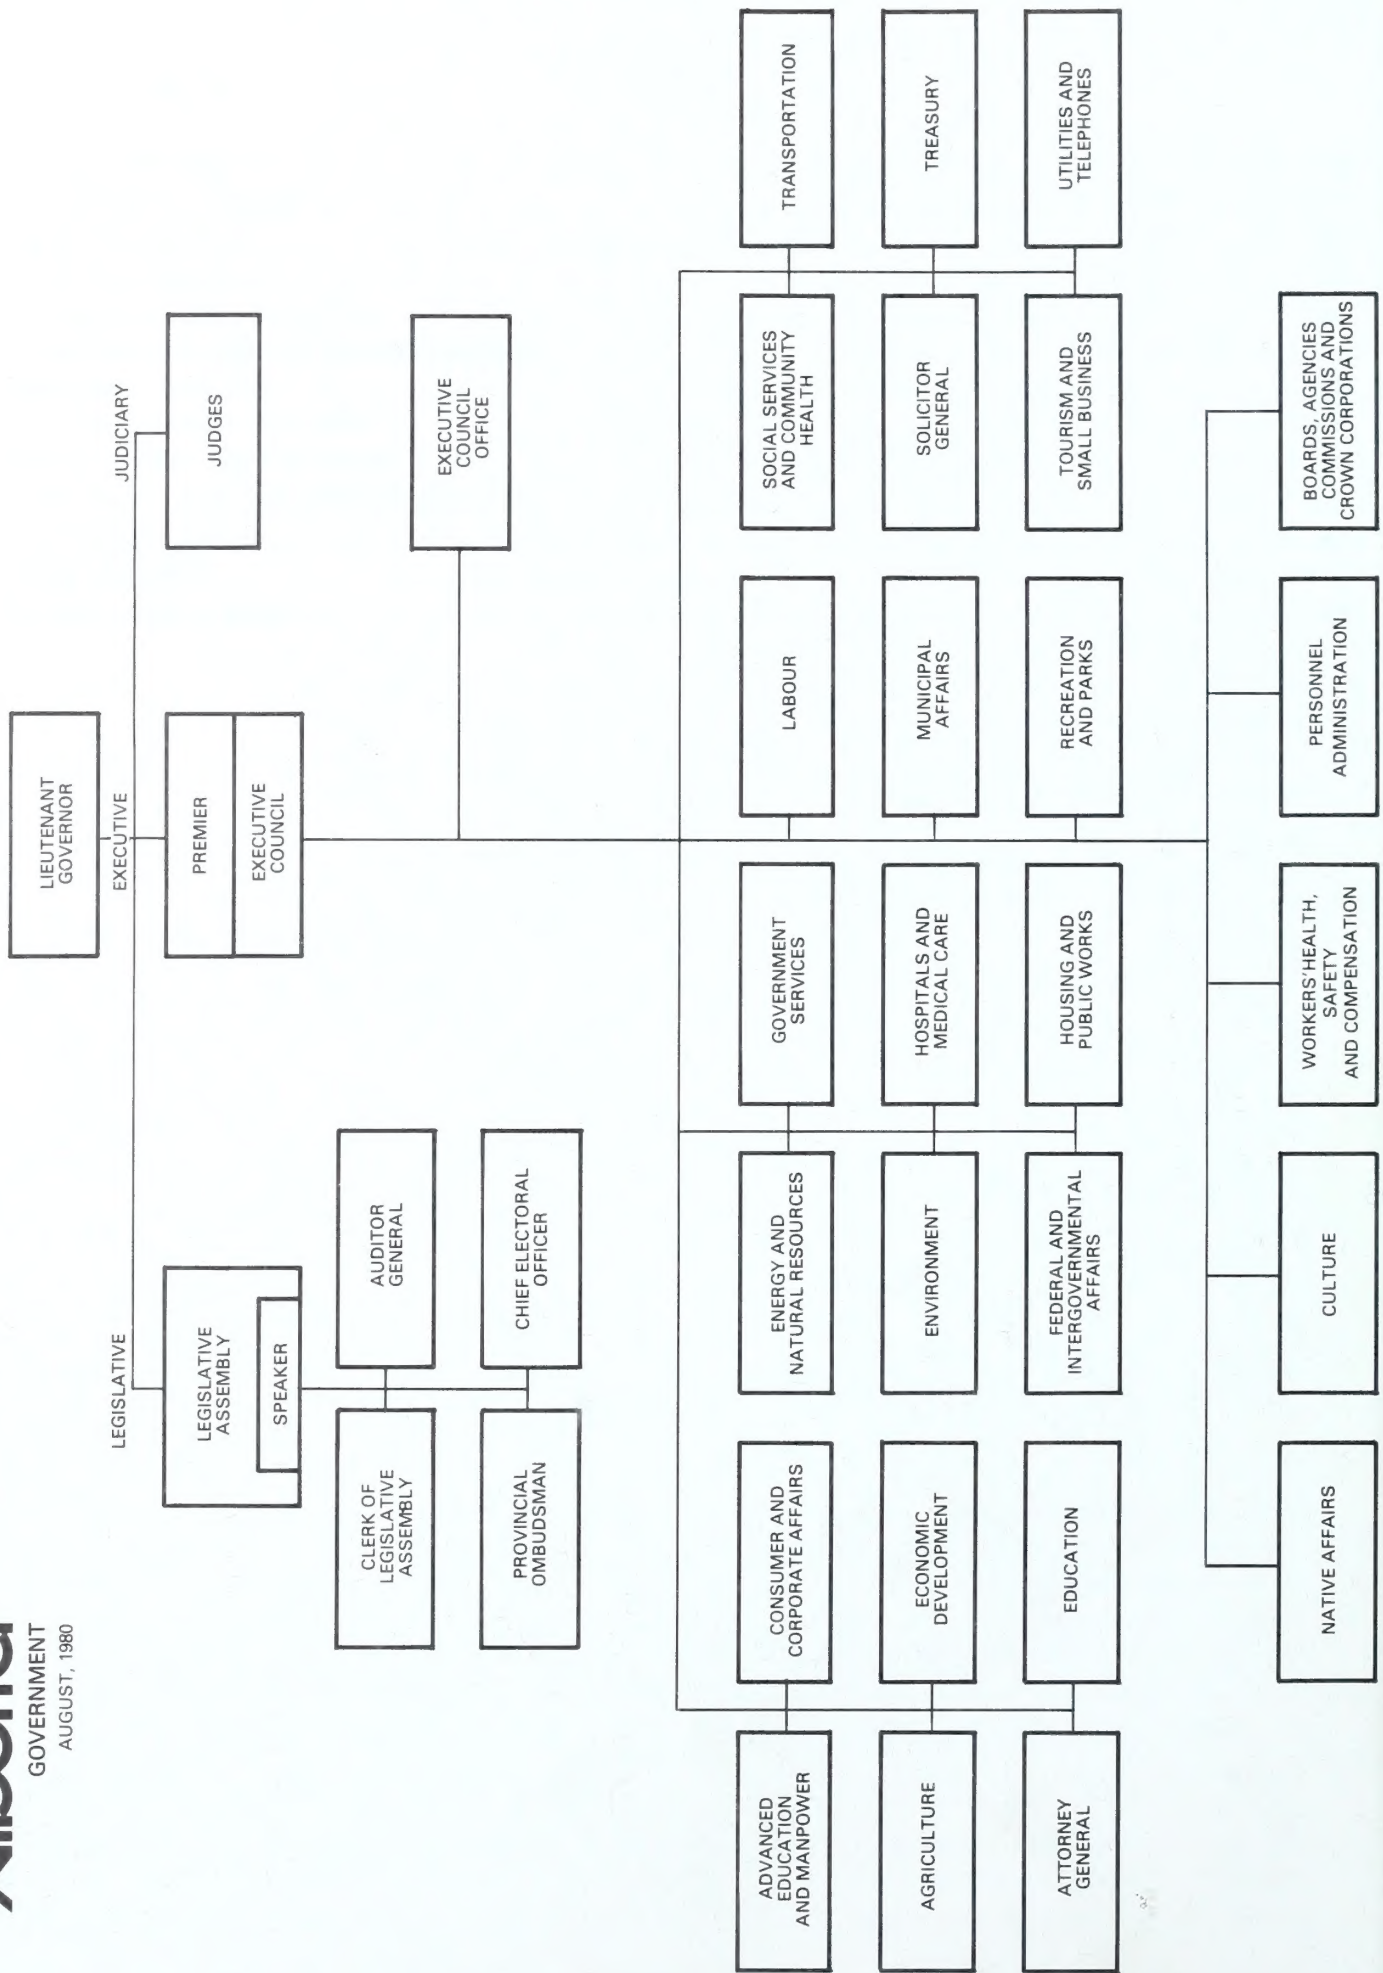 Alberta
GOVERNMENT
AUGUST, 1980
LIEUTENANT
GOVERNOR
LEGISLATIVE
EXECUTIVE
JUDICIARY
LEGISLATIVE
ASSEMBLY
SPEAKER
PREMIER
EXECUTIVE
COUNCIL
JUDGES
CLERK OF
LEGISLATIVE
ASSEMBLY
AUDITOR
GENERAL
PROVINCIAL
OMBUDSMAN
CHIEF ELECTORAL
OFFICER
EXECUTIVE
COUNCIL
OFFICE
ADVANCED
EDUCATION
AND MANPOWER
CONSUMER AND
CORPORATE AFFAIRS
ENERGY AND
NATURAL RESOURCES
GOVERNMENT
SERVICES
LABOUR
SOCIAL SERVICES
AND COMMUNITY
HEALTH
TRANSPORTATION
AGRICULTURE
ECONOMIC
DEVELOPMENT
ENVIRONMENT
HOSPITALS AND
MEDICAL CARE
MUNICIPAL
AFFAIRS
SOLICITOR
GENERAL
TREASURY
ATTORNEY
GENERAL
EDUCATION
FEDERAL AND
INTERGOVERNMENTAL
AFFAIRS
HOUSING AND
PUBLIC WORKS
RECREATION
AND PARKS
TOURISM AND
SMALL BUSINESS
UTILITIES AND
TELEPHONES
NATIVE AFFAIRS
CULTURE
WORKERS' HEALTH,
SAFETY
AND COMPENSATION
PERSONNEL
ADMINISTRATION
BOARDS, AGENCIES
COMMISSIONS AND
CROWN CORPORATIONS